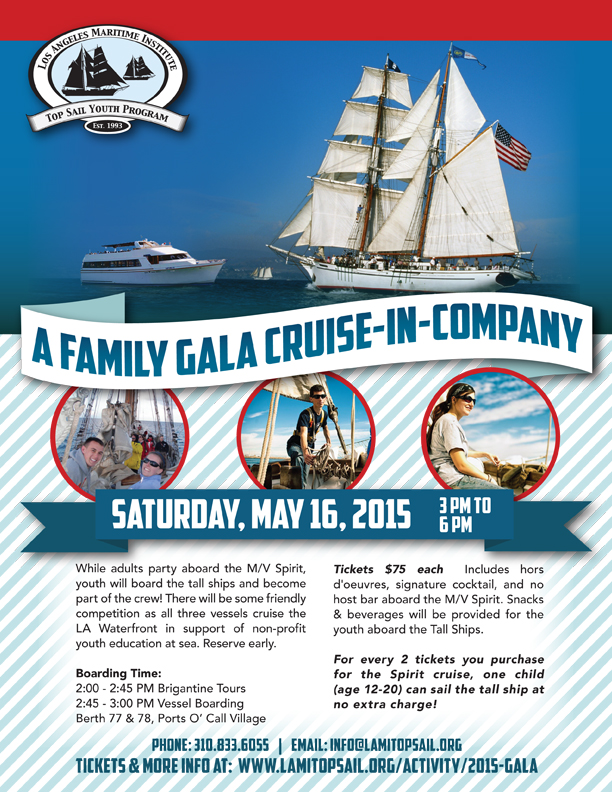 LOS ANGELES MARITIME INSTITUTE
TOP SAIL YOUTH PROGRAM
EST. 1993
A FAMILY GALA CRUISE-IN-COMPANY
SATURDAY, MAY 16, 2015
3 PM TO
6 PM
While adults party aboard the M/V Spirit,
youth will board the tall ships and become
part of the crew! There will be some friendly
competition as all three vessels cruise the
LA Waterfront in support of non-profit
youth education at sea. Reserve early.
Boarding Time:
2:00 - 2:45 PM Brigantine Tours
2:45 - 3:00 PM Vessel Boarding
Berth 77 & 78, Ports O' Call Village
Tickets $75 each Includes hors
d'oeuvres, signature cocktail, and no
host bar aboard the M/V Spirit. Snacks
& beverages will be provided for the
youth aboard the Tall Ships.
For every 2 tickets you purchase
for the Spirit cruise, one child
(age 12-20) can sail the tall ship at
no extra charge!
PHONE: 310.833.6055 | EMAIL: INFO@LAMITOPSAIL.ORG
TICKETS & MORE INFO AT: WWW.LAMITOPSAIL.ORG/ACTIVITY/2015-GALA